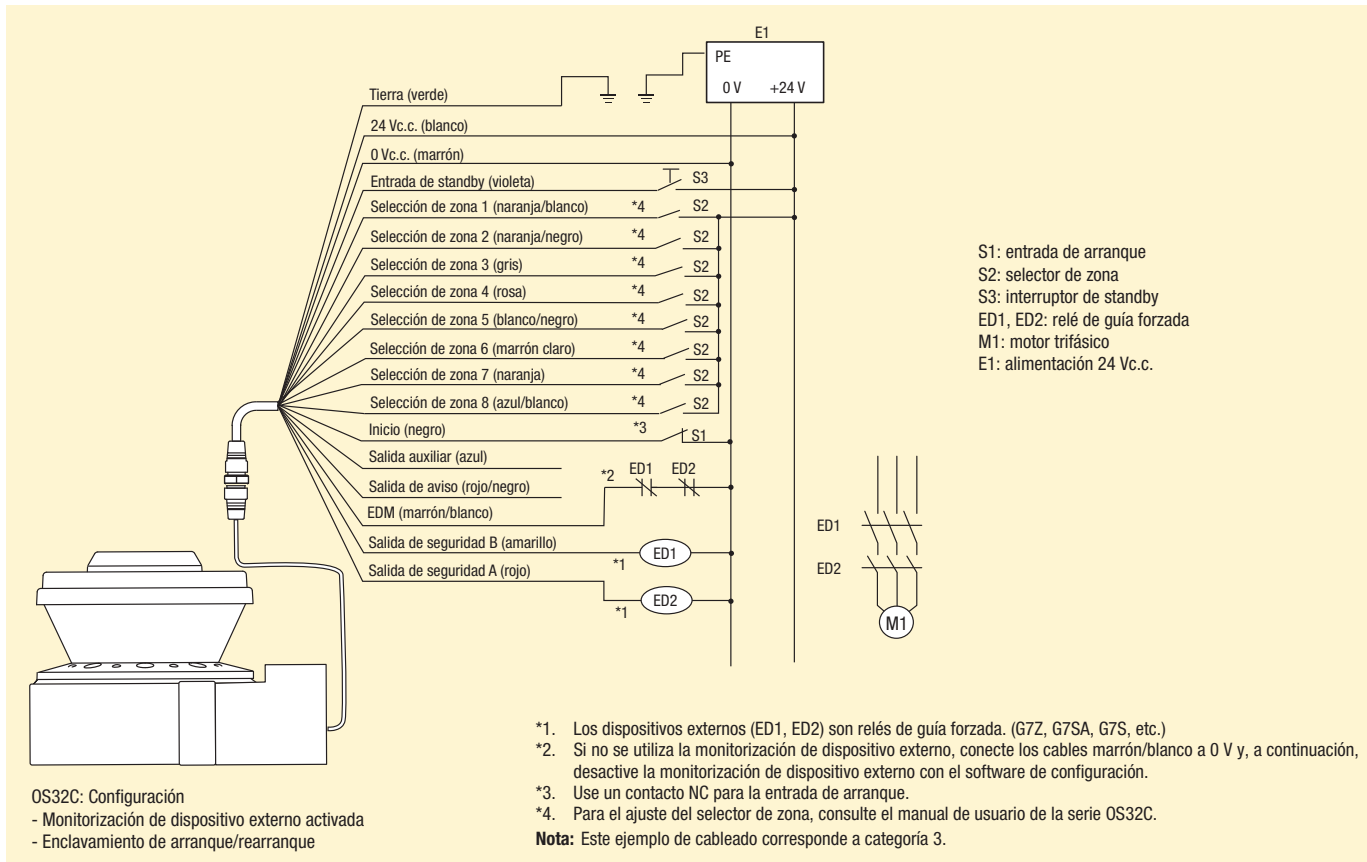 E1
PE
0 V +24 V
Tierra (verde)
24 Vc.c. (blanco)
0 Vc.c. (marrón)
Entrada de standby (violeta) S3
Selección de zona 1 (naranja/blanco) *4 S2
Selección de zona 2 (naranja/negro) *4 S2
Selección de zona 3 (gris) *4 S2
Selección de zona 4 (rosa) *4 S2
Selección de zona 5 (blanco/negro) *4 S2
Selección de zona 6 (marrón claro) *4 S2
Selección de zona 7 (naranja) *4 S2
Selección de zona 8 (azul/blanco) *4 S2
Inicio (negro) *3 S1
Salida auxiliar (azul)
*2 ED1 ED2
Salida de aviso (rojo/negro)
EDM (marrón/blanco)
Salida de seguridad B (amarillo) *1 ED1
Salida de seguridad A (rojo) *1 ED2
S1: entrada de arranque
S2: selector de zona
S3: interruptor de standby
ED1, ED2: relé de guía forzada
M1: motor trifásico
E1: alimentación 24 Vc.c.
ED1
ED2
M1
OS32C: Configuración
- Monitorización de dispositivo externo activada
- Enclavamiento de arranque/rearranque
*1. Los dispositivos externos (ED1, ED2) son relés de guía forzada. (G7Z, G7SA, G7S, etc.)
*2. Si no se utiliza la monitorización de dispositivo externo, conecte los cables marrón/blanco a 0 V y, a continuación,
desactive la monitorización de dispositivo externo con el software de configuración.
*3. Use un contacto NC para la entrada de arranque.
*4. Para el ajuste del selector de zona, consulte el manual de usuario de la serie OS32C.
Nota: Este ejemplo de cableado corresponde a categoría 3.